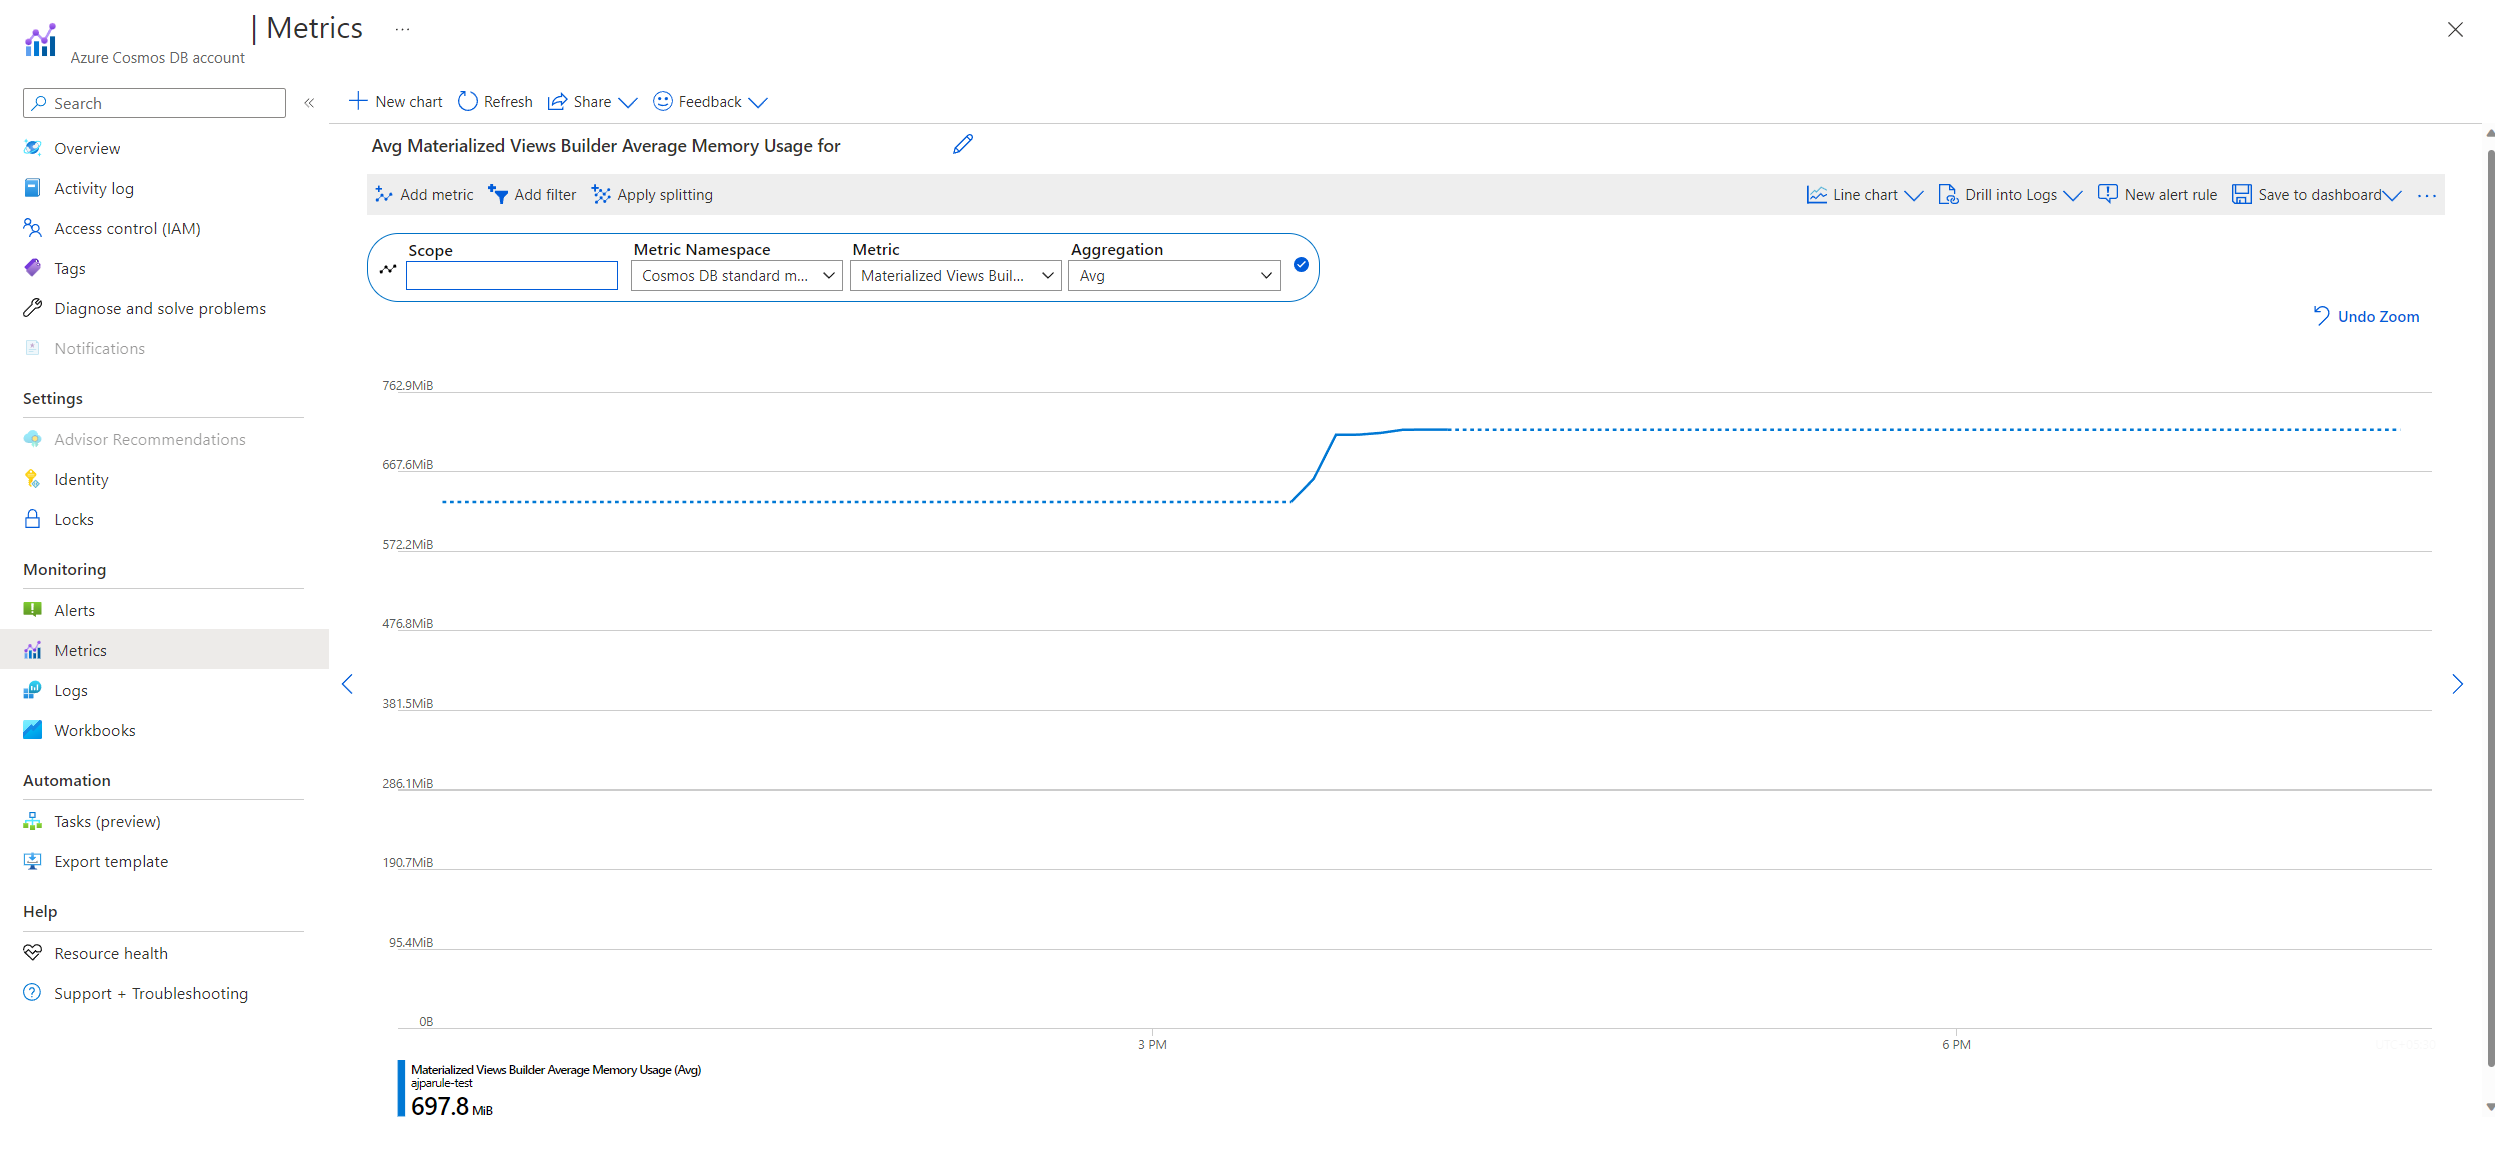 | Metrics ...
Azure Cosmos DB account
Search
«
Overview
Activity log
Access control (IAM)
Tags
Diagnose and solve problems
Notifications
Settings
Advisor Recommendations
Identity
Locks
Monitoring
Alerts
Metrics
Logs
Workbooks
Automation
Tasks (preview)
Export template
Help
Resource health
Support + Troubleshooting
New chart Refresh Share Feedback
Avg Materialized Views Builder Average Memory Usage for
Add metric Add filter Apply splitting Line chart Drill into Logs New alert rule Save to dashboard ...
Scope Metric Namespace Metric Aggregation
Cosmos DB standard m... Materialized Views Buil... Avg
Undo Zoom
762.9MiB
667.6MiB
572.2MiB
476.8MiB
381.5MiB
286.1MiB
190.7MiB
95.4MiB
0B
3 PM 6 PM
Materialized Views Builder Average Memory Usage (Avg)
ajparule-test
697.8 MiB